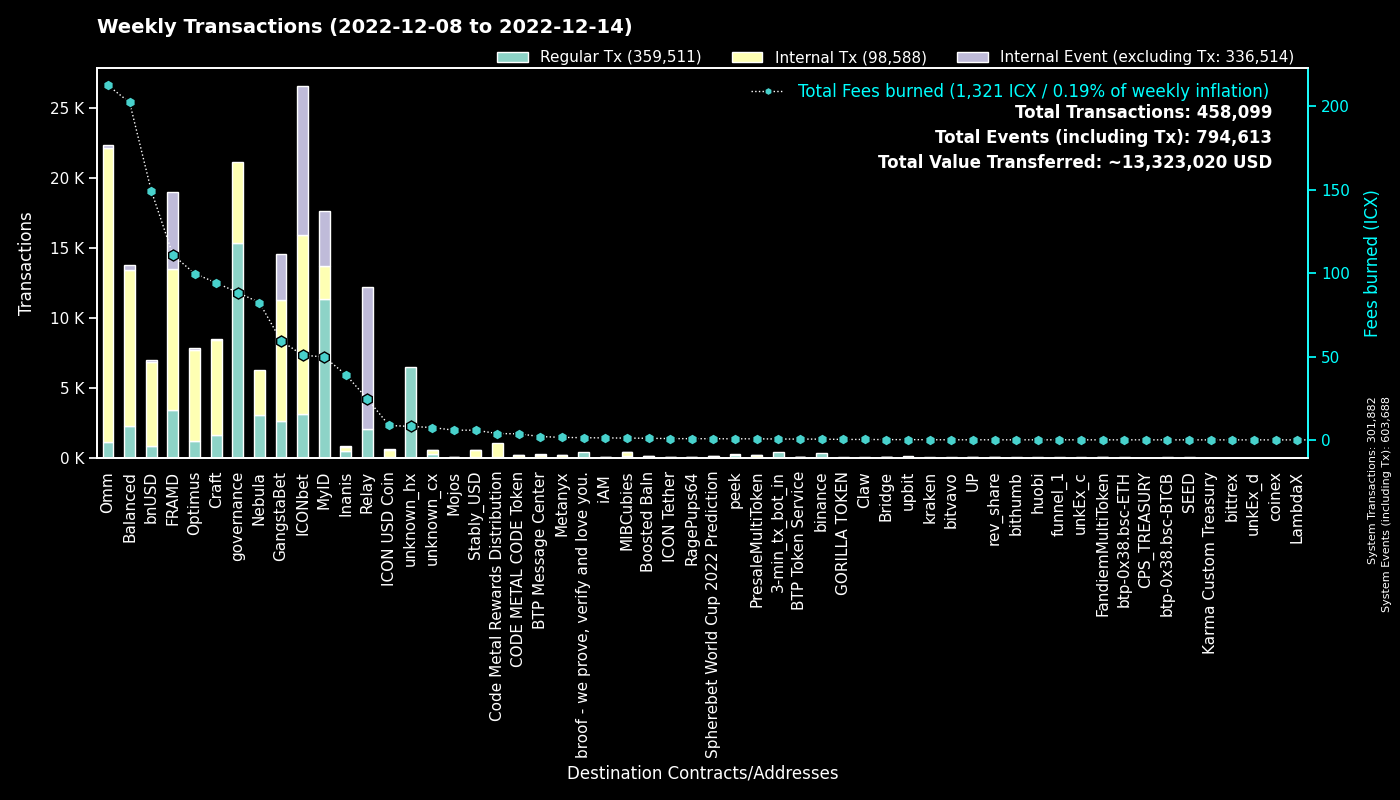 Weekly Transactions (2022-12-08 to 2022-12-14)
Regular Tx (359,511)
Internal Tx (98,588)
Internal Event (excluding Tx: 336,514)
Total Fees burned (1,321 ICX / 0.19% of weekly inflation)
Total Transactions: 458,099
Total Events (including Tx): 794,613
Total Value Transferred: ~13,323,020 USD
Transactions
25 K
20 K
15 K
10 K
5 K
0 K
200
150
100
50
0
Fees burned (ICX)
System Transactions: 301,882
System Events (including Tx): 603,688
Omm
Balanced
bnUSD
FRAMD
Optimus
Craft
governance
Nebula
GangstaBet
ICONbet
MyID
Inanis
Relay
ICON USD Coin
unknown_hx
unknown_cx
Mojos
Stably_USD
Code Metal Rewards Distribution
CODE METAL CODE Token
BTP Message Center
Metanyx
broof - we prove, verify and love you.
iAM
MIBCubies
Boosted Baln
ICON Tether
RagePups64
Spherebet World Cup 2022 Prediction
peek
PresaleMultiToken
3-min_tx_bot_in
BTP Token Service
binance
GORILLA TOKEN
Claw
Bridge
upbit
kraken
bitvavo
UP
rev_share
bithumb
huobi
funnel_1
unkEx_c
FandiemMultiToken
btp-0x38.bsc-ETH
CPS_TREASURY
btp-0x38.bsc-BTCB
SEED
Karma Custom Treasury
bittrex
unkEx_d
coinex
LambdaX
Destination Contracts/Addresses